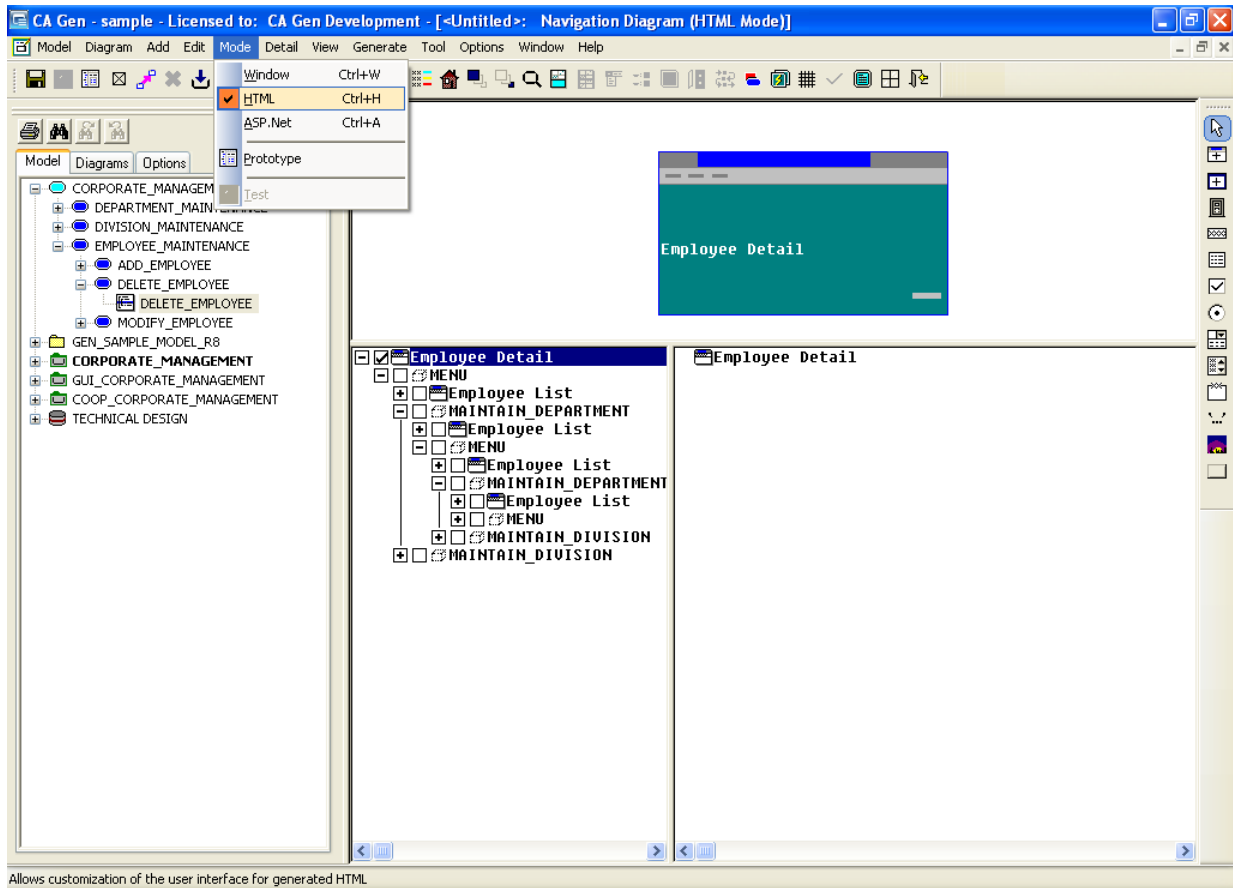 CA Gen - sample - Licensed to: CA Gen Development - [<Untitled>: Navigation Diagram (HTML Mode)]
Model Diagram Add Edit Mode Detail View Generate Tool Options Window Help
Window Ctrl+W
HTML Ctrl+H
ASP.Net Ctrl+A
Prototype
Test
Model Diagrams Options
CORPORATE_MANAGEM
DEPARTMENT_MAINTENANCE
DIVISION_MAINTENANCE
EMPLOYEE_MAINTENANCE
ADD_EMPLOYEE
DELETE_EMPLOYEE
DELETE_EMPLOYEE
MODIFY_EMPLOYEE
GEN_SAMPLE_MODEL_R8
CORPORATE_MANAGEMENT
GUI_CORPORATE_MANAGEMENT
COOP_CORPORATE_MANAGEMENT
TECHNICAL DESIGN
Employee Detail
Employee Detail
MENU
Employee List
MAINTAIN_DEPARTMENT
Employee List
MENU
Employee List
MAINTAIN_DEPARTMENT
Employee List
MENU
MAINTAIN_DIVISION
MAINTAIN_DIVISION
Employee Detail
Allows customization of the user interface for generated HTML